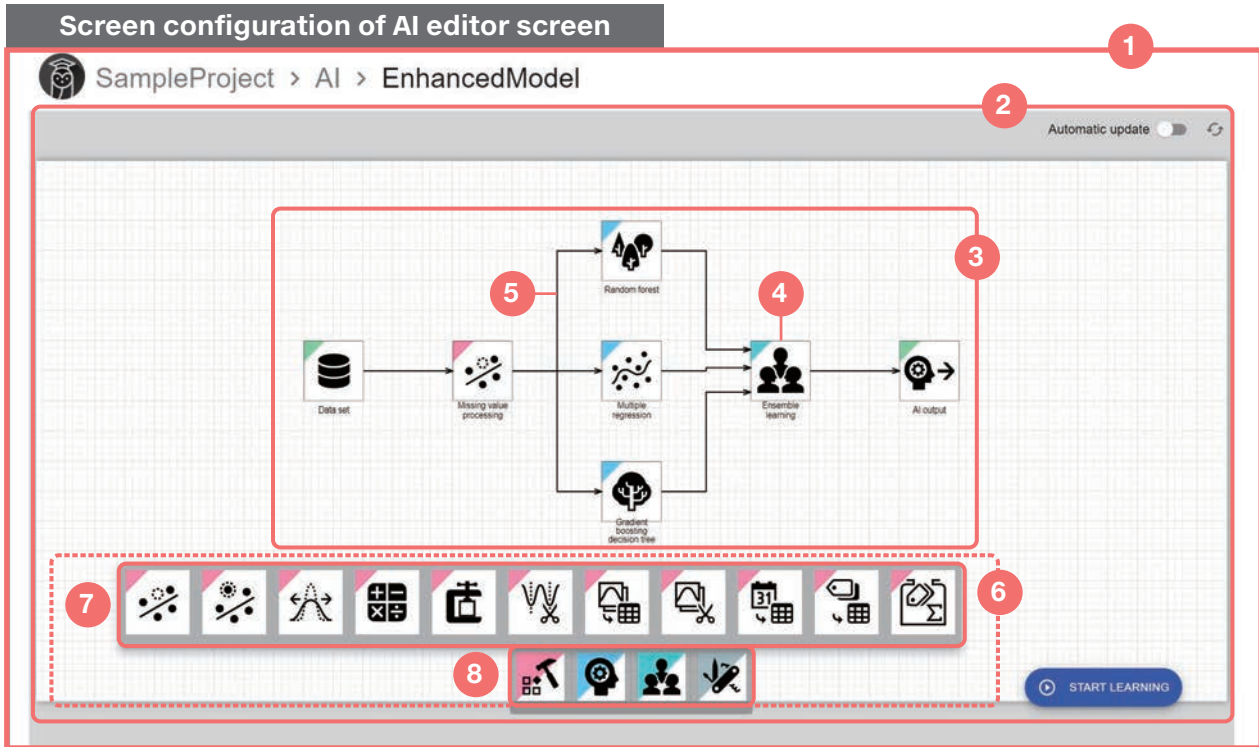 Screen configuration of AI editor screen
1
SampleProject > AI > EnhancedModel
2
Automatic update
3
Random forest
5
4
Data set
Missing value
processing
Multiple
regression
Ensemble
learning
AI output
Gradient
boosting
decision tree
7
31
Σ
6
8
START LEARNING